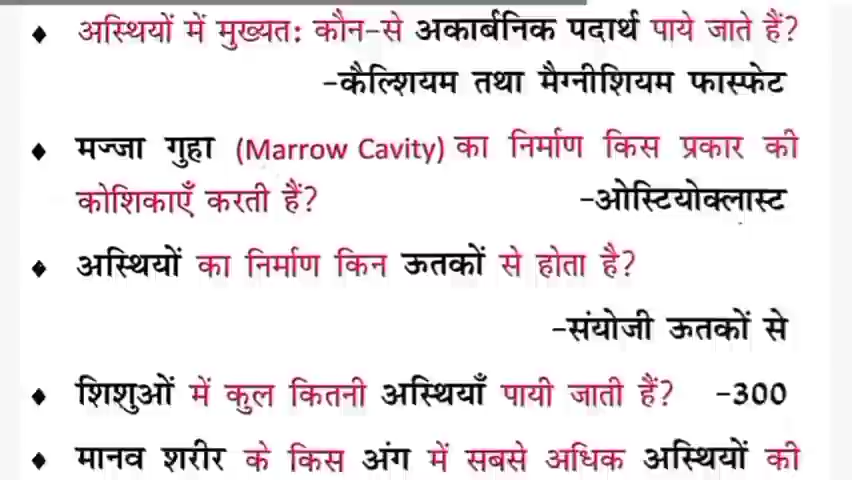 ♦ अस्थियों में मुख्यत: कौन-से अकार्बनिक पदार्थ पाये जाते हैं?
-कैल्शियम तथा मैग्नीशियम फास्फेट
♦ मज्जा गुहा (Marrow Cavity) का निर्माण किस प्रकार की
कोशिकाएँ करती हैं? -ओस्टियोक्लास्ट
♦ अस्थियों का निर्माण किन ऊतकों से होता है?
-संयोजी ऊतकों से
♦ शिशुओं में कुल कितनी अस्थियाँ पायी जाती हैं? -300
♦ मानव शरीर के किस अंग में सबसे अधिक अस्थियों की